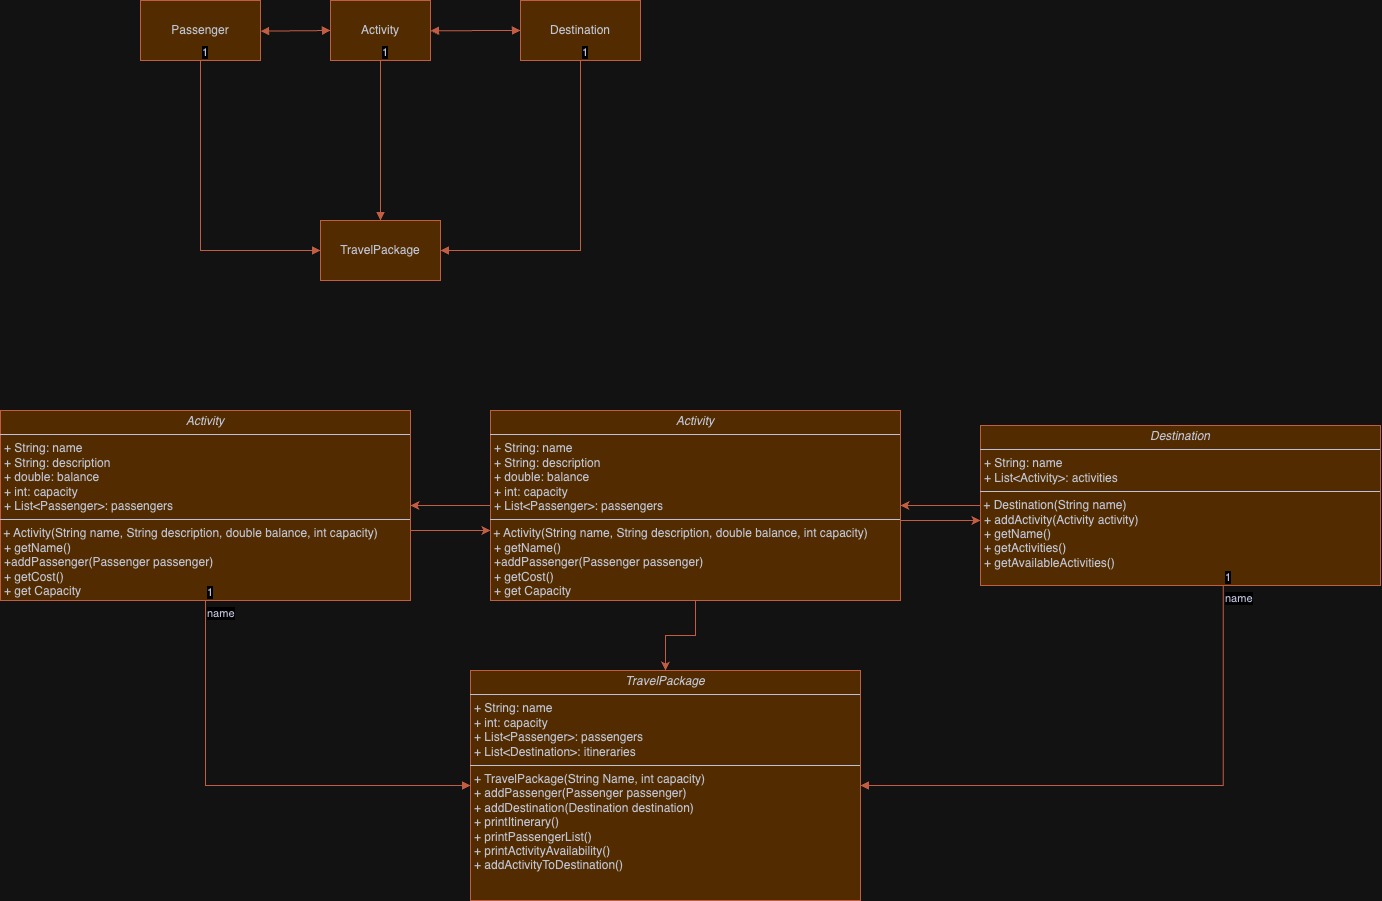 Passenger
1
Activity
1
Destination
1
TravelPackage
Activity
+ String: name
+ String: description
+ double: balance
+ int: capacity
+ List<Passenger>: passengers
+ Activity(String name, String description, double balance, int capacity)
+ getName()
+addPassenger(Passenger passenger)
+ getCost()
+ get Capacity
1
name
Activity
+ String: name
+ String: description
+ double: balance
+ int: capacity
+ List<Passenger>: passengers
+ Activity(String name, String description, double balance, int capacity)
+ getName()
+addPassenger(Passenger passenger)
+ getCost()
+ get Capacity
Destination
+ String: name
+ List<Activity>: activities
+ Destination(String name)
+ addActivity(Activity activity)
+ getName()
+ getActivities()
+ getAvailableActivities()
1
name
TravelPackage
+ String: name
+ int: capacity
+ List<Passenger>: passengers
+ List<Destination>: itineraries
+ TravelPackage(String Name, int capacity)
+ addPassenger(Passenger passenger)
+ addDestination(Destination destination)
+ printItinerary()
+ printPassengerList()
+ printActivityAvailability()
+ addActivityToDestination()